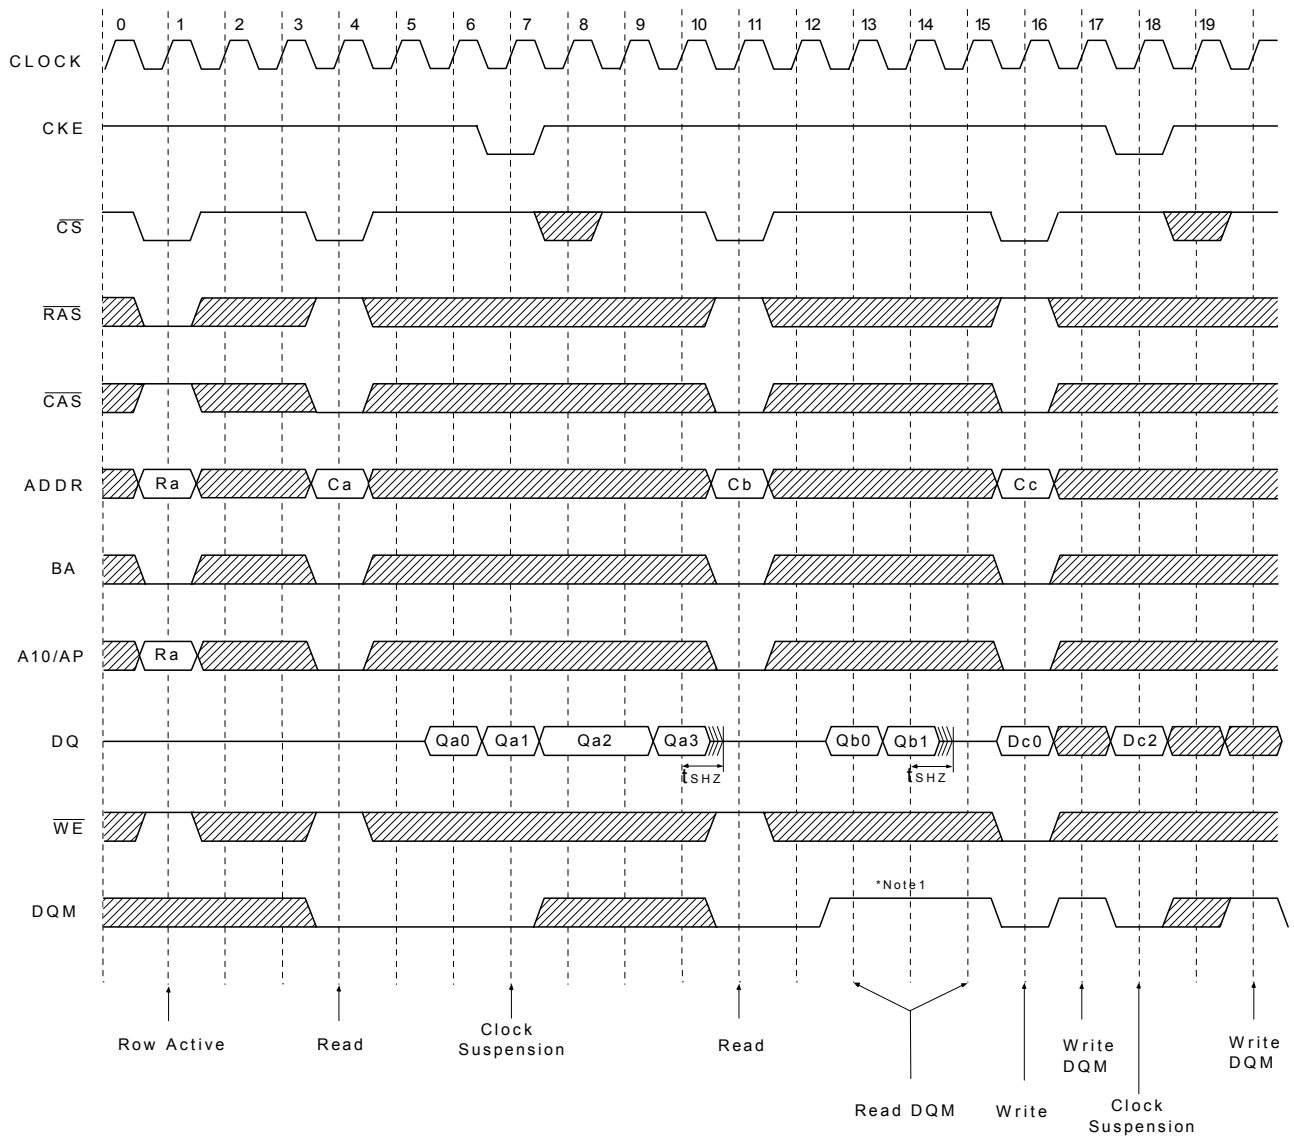 0 1 2 3 4 5 6 7 8 9 10 11 12 13 14 15 16 17 18 19
CLOCK
CKE
CS
RAS
CAS
ADDR Ra Ca Cb Cc
BA
A10/AP Ra
DQ Qa0 Qa1 Qa2 Qa3 Qb0 Qb1 Dc0 Dc2
tSHZ tSHZ
WE
*Note1
DQM
Row Active Read Clock Suspension Read Write DQM Write DQM
Read DQM Write Clock Suspension